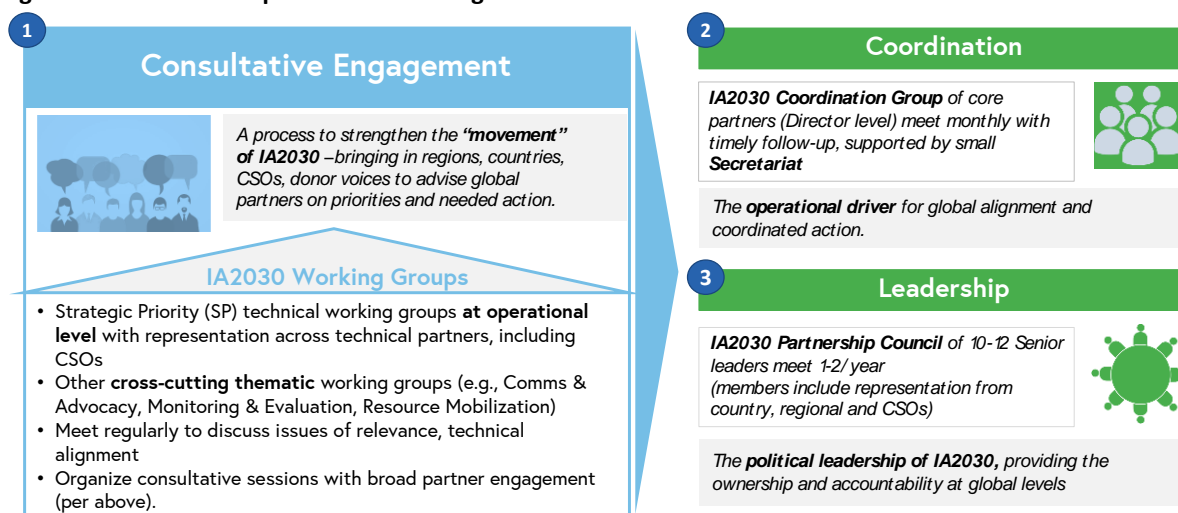 1
Consultative Engagement
A process to strengthen the “movement”
of IA2030 –bringing in regions, countries,
CSOs, donor voices to advise global
partners on priorities and needed action.
IA2030 Working Groups
• Strategic Priority (SP) technical working groups at operational
level with representation across technical partners, including
CSOs
• Other cross-cutting thematic working groups (e.g., Comms &
Advocacy, Monitoring & Evaluation, Resource Mobilization)
• Meet regularly to discuss issues of relevance, technical
alignment
• Organize consultative sessions with broad partner engagement
(per above).
2
Coordination
IA2030 Coordination Group of core
partners (Director level) meet monthly with
timely follow-up, supported by small
Secretariat
The operational driver for global alignment and
coordinated action.
3
Leadership
IA2030 Partnership Council of 10-12 Senior
leaders meet 1-2/year
(members include representation from
country, regional and CSOs)
The political leadership of IA2030, providing the
ownership and accountability at global levels